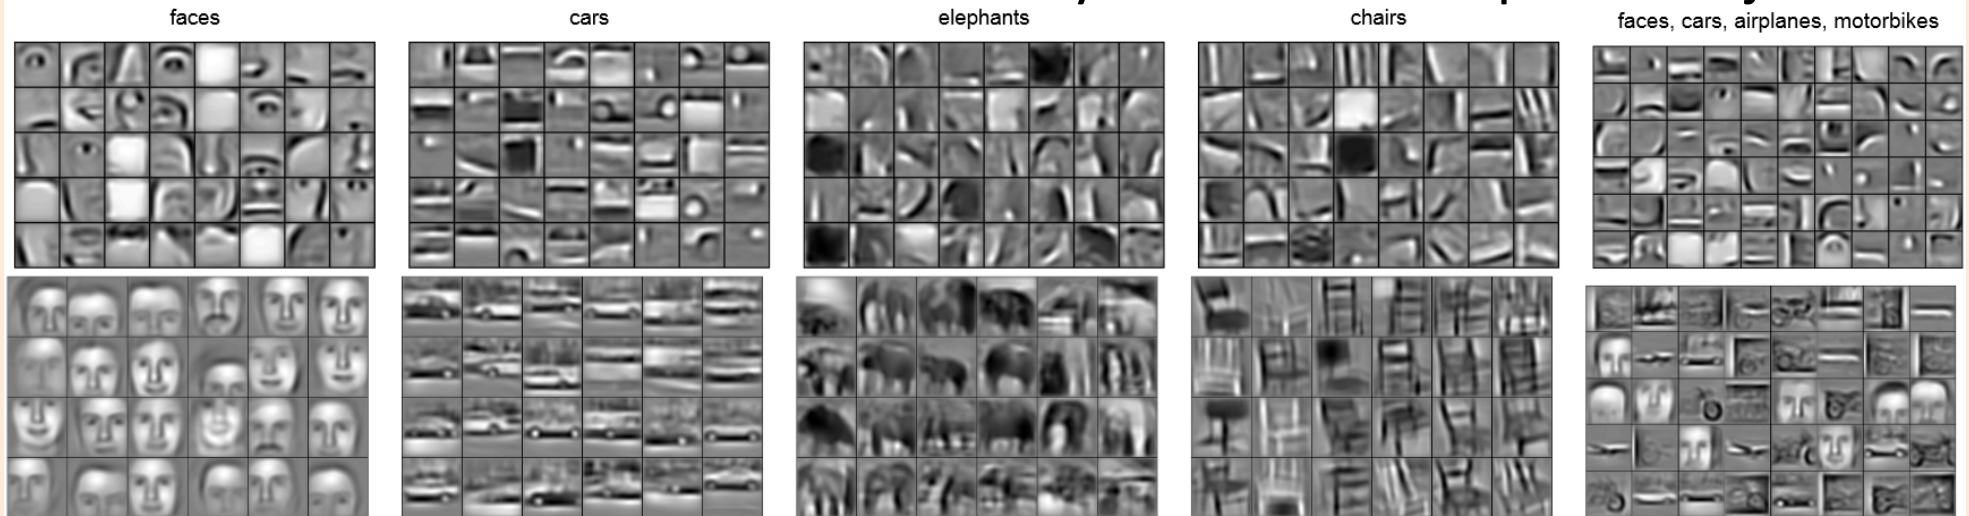 faces
cars
elephants
chairs
faces, cars, airplanes, motorbikes